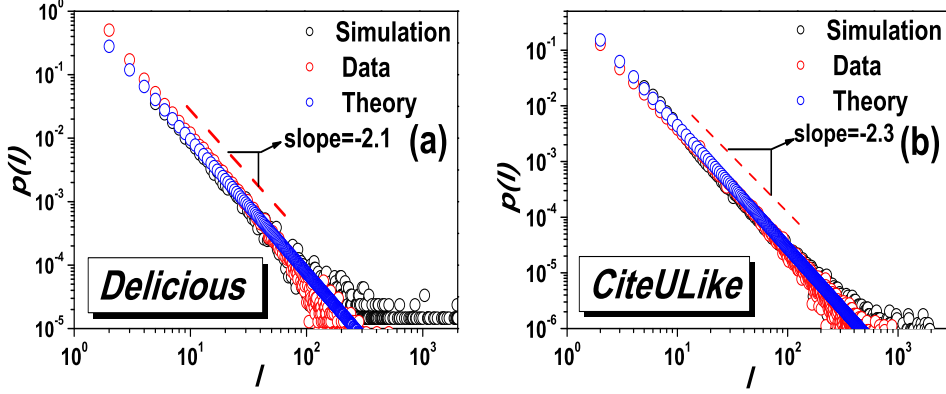 10^0
10^-1
10^-2
10^-3
10^-4
10^-5
p(l)
Simulation
Data
Theory
slope=-2.1
(a)
Delicious
10^0 10^1 10^2 10^3
l
10^-1
10^-2
10^-3
10^-4
10^-5
10^-6
p(l)
Simulation
Data
Theory
slope=-2.3
(b)
CiteULike
10^0 10^1 10^2 10^3
l